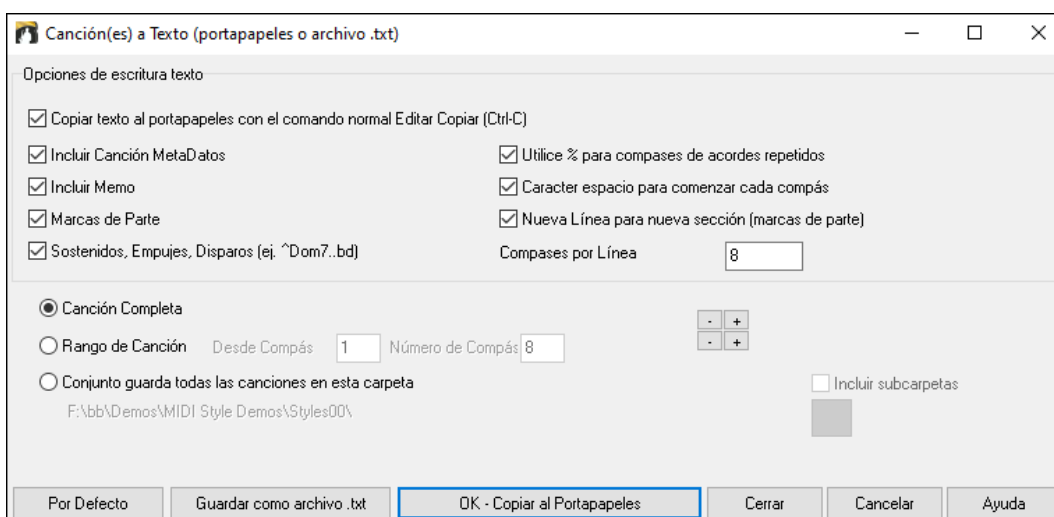 Canción(es) a Texto (portapapeles o archivo .txt)
Opciones de escritura texto
Copiar texto al portapapeles con el comando normal Editar Copiar (Ctrl-C)
Incluir Canción MetaDatos
Utilice % para compases de acordes repetidos
Incluir Memo
Caracter espacio para comenzar cada compás
Marcas de Parte
Nueva Línea para nueva sección (marcas de parte)
Sostenidos, Empujes, Disparos (ej. ^Dom7..bd)
Compases por Línea 8
Canción Completa
- +
Rango de Canción Desde Compás 1 Número de Compás 8
- +
Conjunto guarda todas las canciones en esta carpeta
Incluir subcarpetas
F:\bb\Demos\MIDI Style Demos\Styles00\
Por Defecto Guardar como archivo .txt OK - Copiar al Portapapeles Cerrar Cancelar Ayuda